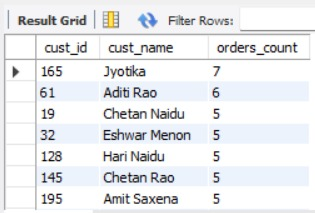 Result Grid Filter Rows:
cust_id cust_name orders_count
165 Jyotika 7
61 Aditi Rao 6
19 Chetan Naidu 5
32 Eshwar Menon 5
128 Hari Naidu 5
145 Chetan Rao 5
195 Amit Saxena 5